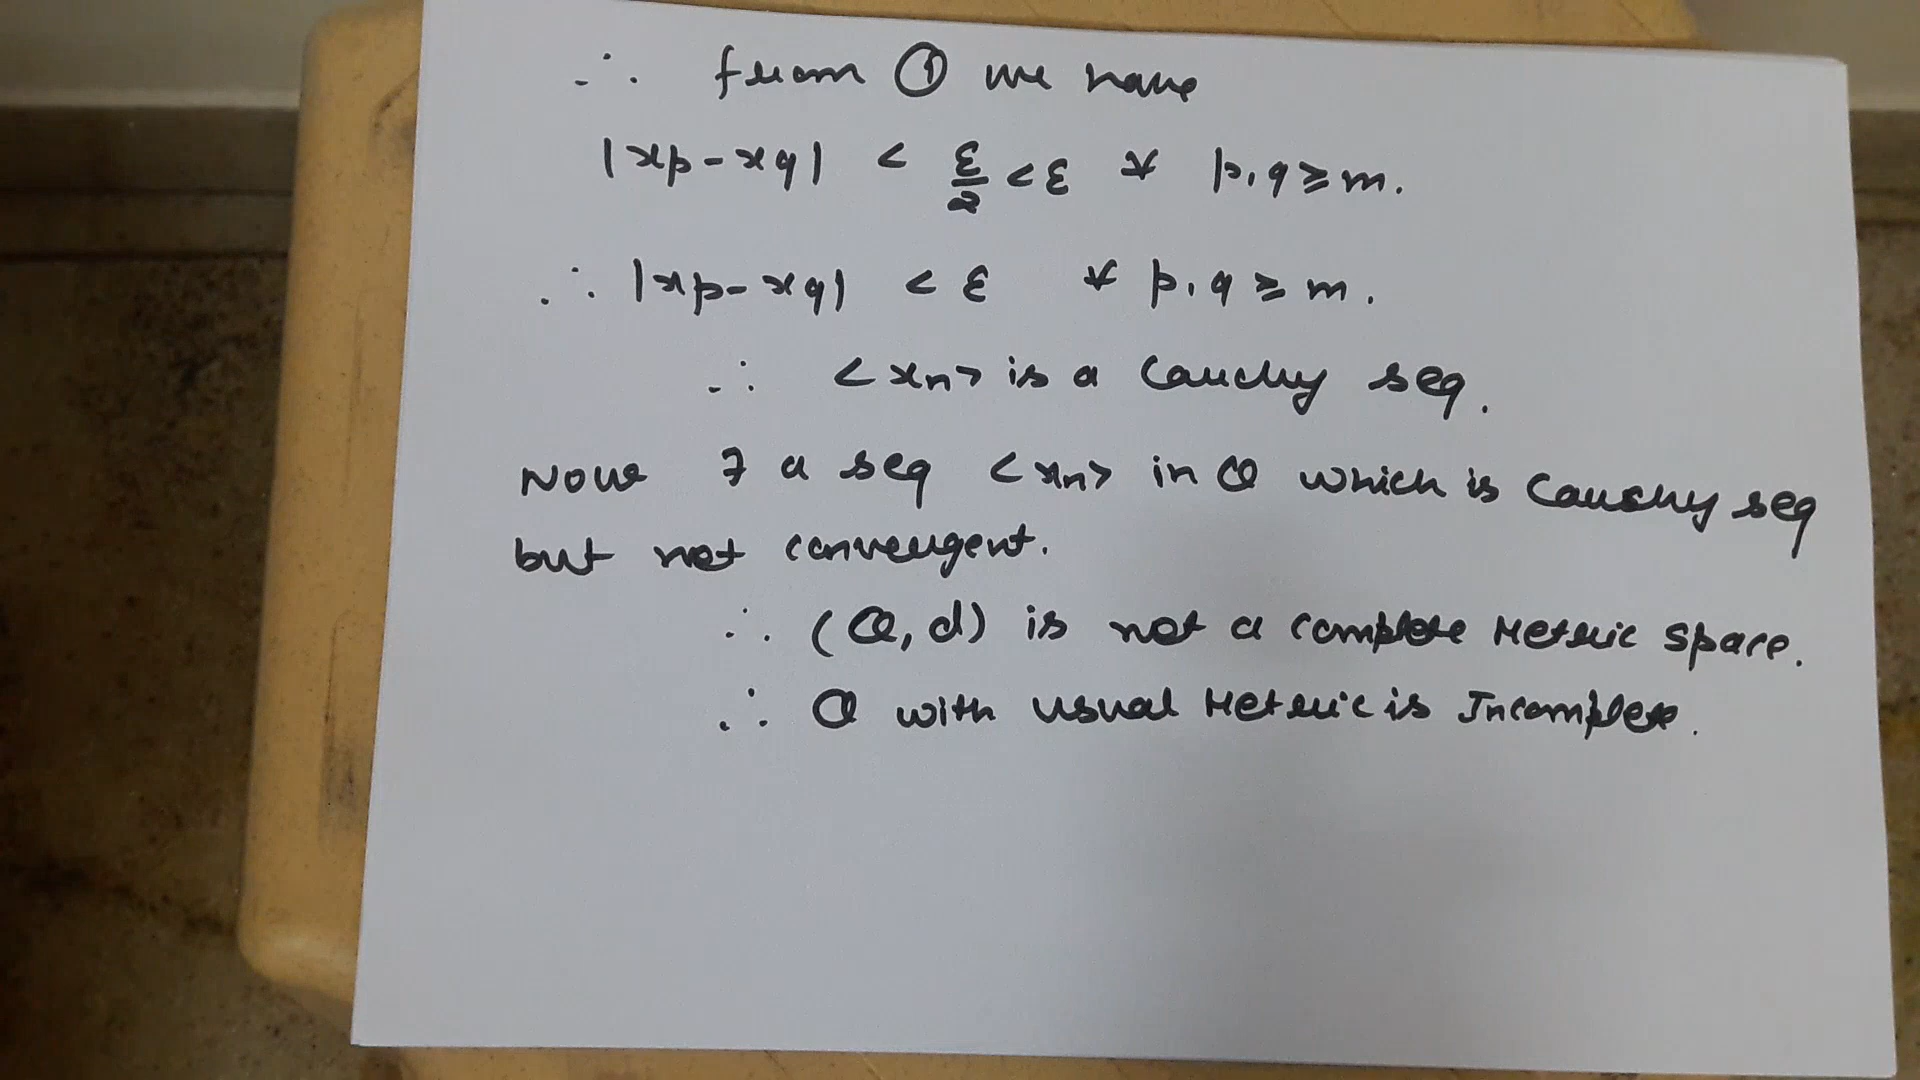 ∴ from ① we have
|xp - xq| < ε/2 < ε ∀ p, q ≥ m.
∴ |xp - xq| < ε ∀ p, q ≥ m.
∴ <xn> is a Cauchy seq.
Now ∃ a seq <xn> in Q which is Cauchy seq
but not convergent.
∴ (Q, d) is not a complete Metric space.
∴ Q with usual Metric is Incomplete.